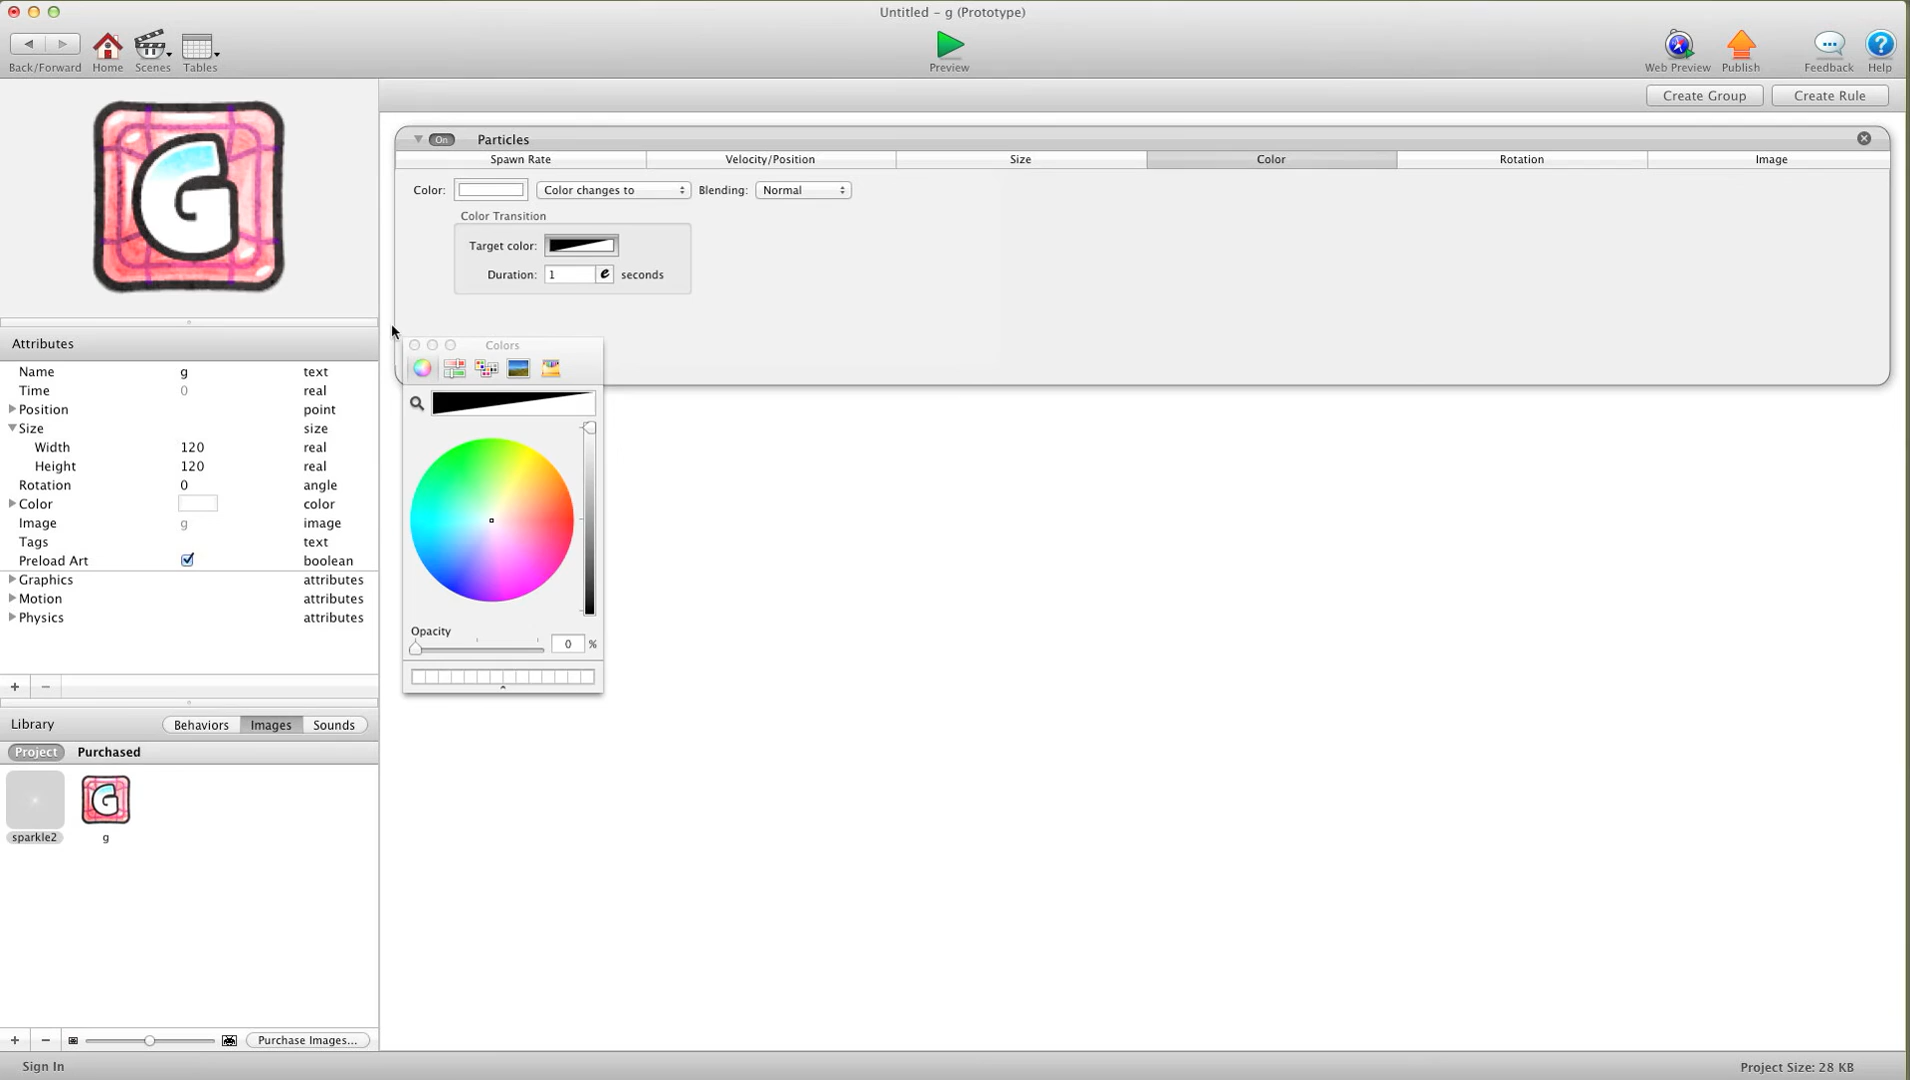 Untitled – g (Prototype)
Back/Forward
Home
Scenes
Tables
Preview
Web Preview
Publish
Feedback
Help
Create Group
Create Rule
G
On
Particles
Spawn Rate
Velocity/Position
Size
Color
Rotation
Image
Color:
Color changes to
Blending:
Normal
Color Transition
Target color:
Duration:
1
e
seconds
Attributes
Name g text
Time 0 real
Position point
Size size
Width 120 real
Height 120 real
Rotation 0 angle
Color color
Image g image
Tags text
Preload Art boolean
Graphics attributes
Motion attributes
Physics attributes
Colors
Opacity
0 %
Library
Behaviors
Images
Sounds
Project
Purchased
G
sparkle2
g
Purchase Images...
Sign In
Project Size: 28 KB